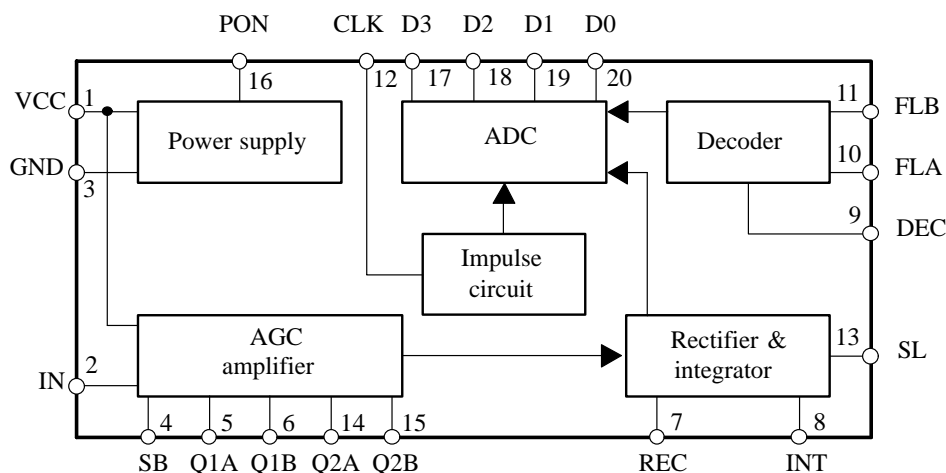 PON CLK D3 D2 D1 D0
16 12 17 18 19 20
VCC 1 11 FLB
Power supply ADC Decoder
GND 3 10 FLA
9 DEC
Impulse
circuit
AGC
amplifier
Rectifier &
integrator
13 SL
IN 2
4 5 6 14 15 7 8
SB Q1A Q1B Q2A Q2B REC INT